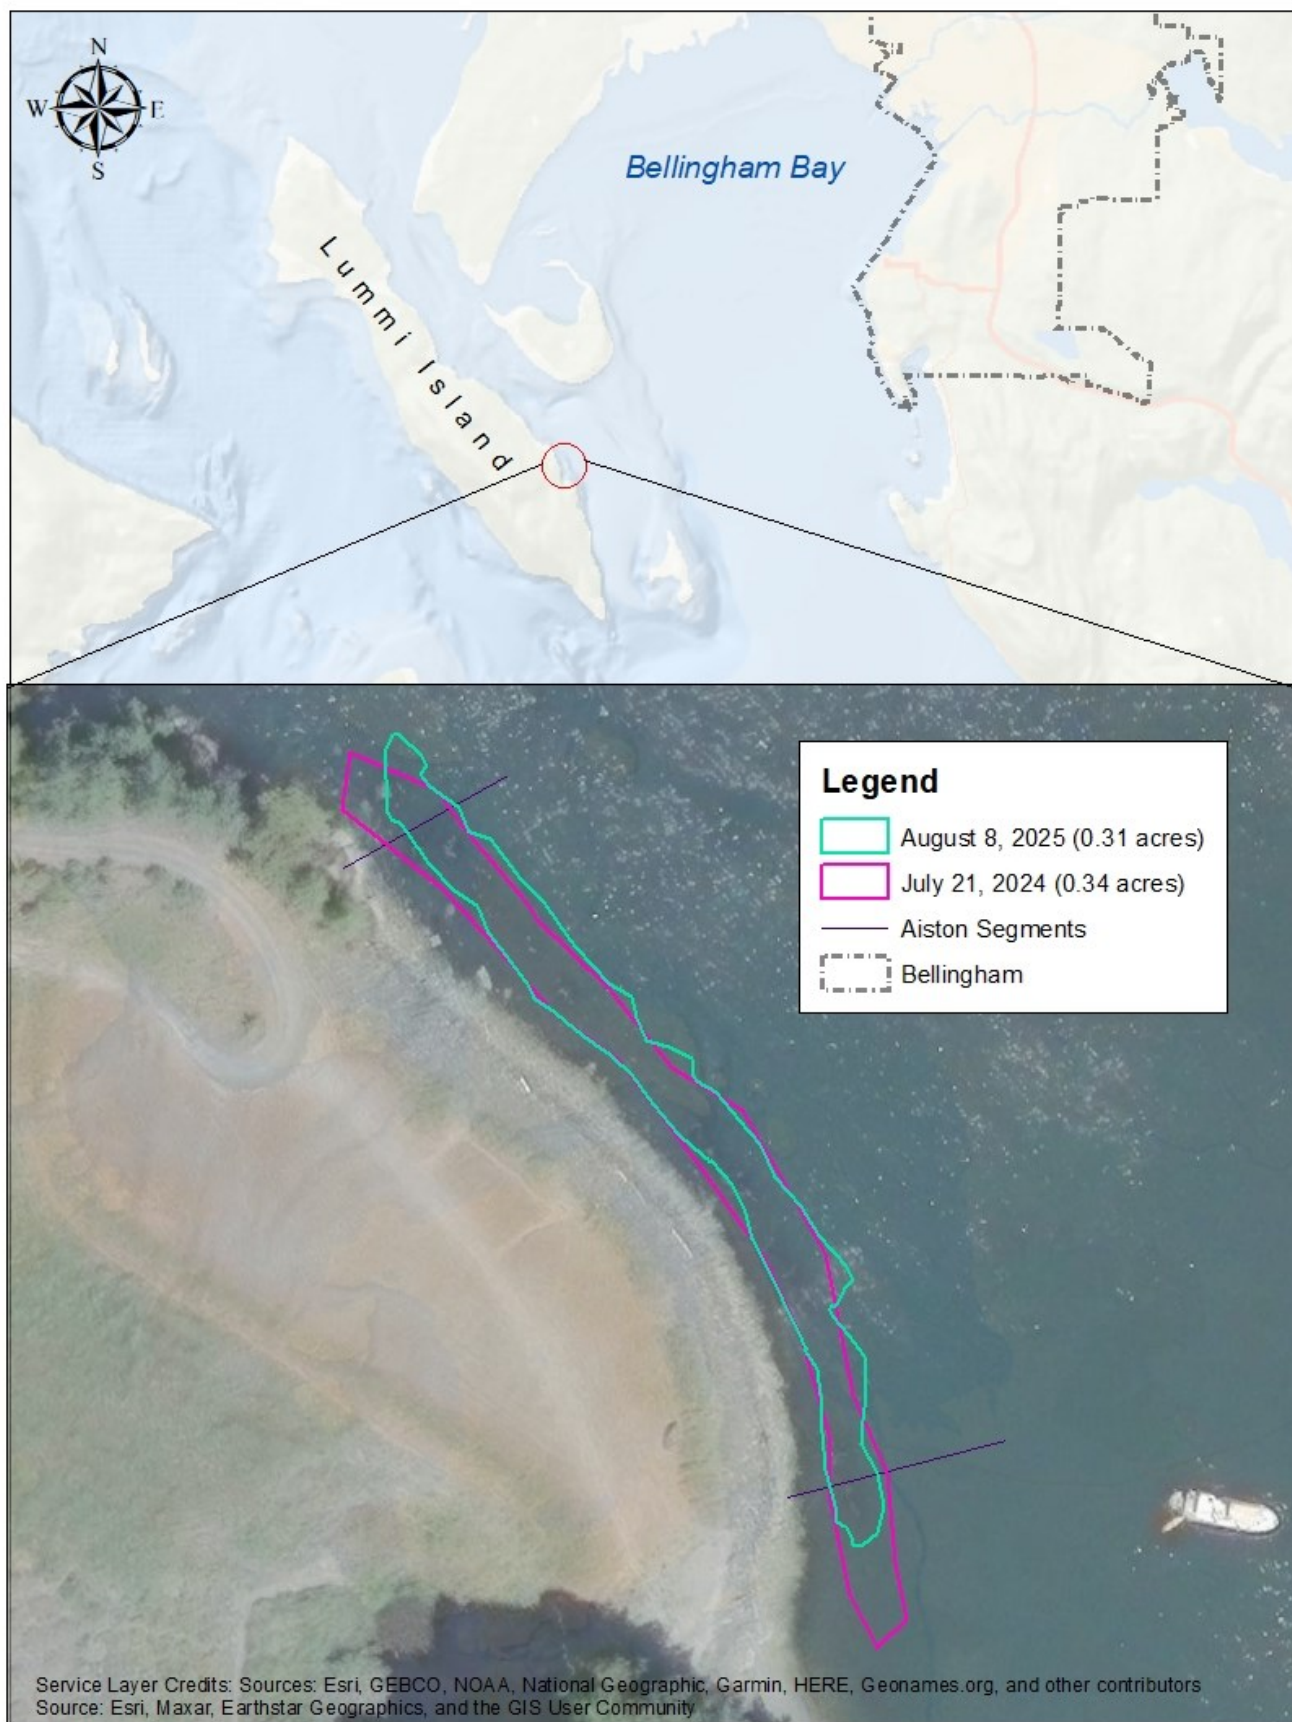 N
W E
S
Bellingham Bay
Lummi Island
Legend
August 8, 2025 (0.31 acres)
July 21, 2024 (0.34 acres)
Aiston Segments
Bellingham
Service Layer Credits: Sources: Esri, GEBCO, NOAA, National Geographic, Garmin, HERE, Geonames.org, and other contributors
Source: Esri, Maxar, Earthstar Geographics, and the GIS User Community